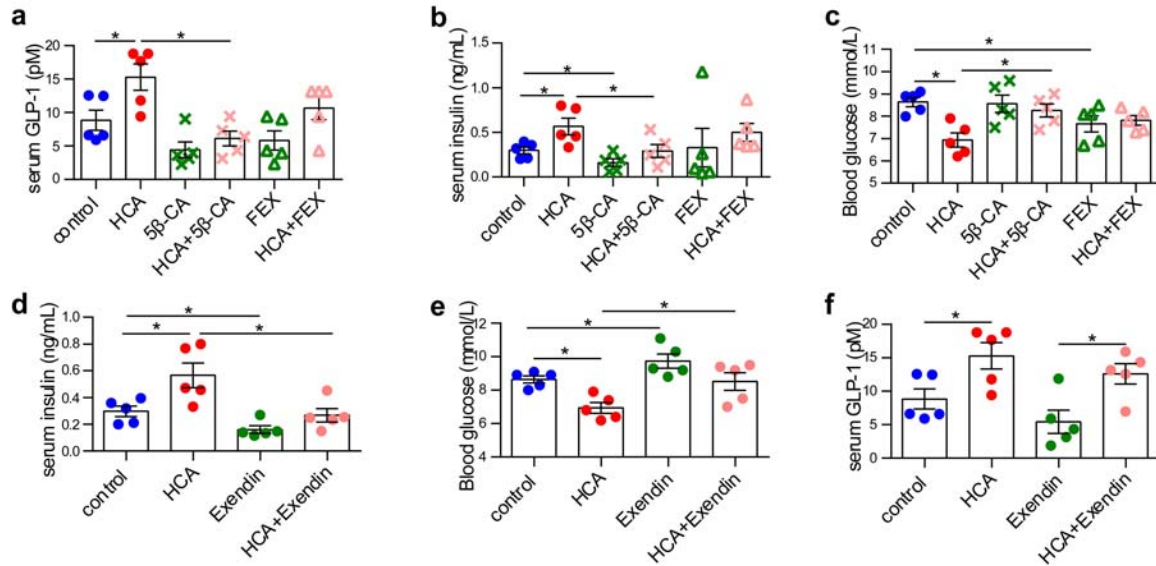 a
serum GLP-1 (pM)
20
15
10
5
0
* *
control
HCA
5β-CA
HCA+5β-CA
FEX
HCA+FEX
b
serum insulin (ng/mL)
1.5
1.0
0.5
0.0
*
* *
control
HCA
5β-CA
HCA+5β-CA
FEX
HCA+FEX
c
Blood glucose (mmol/L)
11
10
9
8
7
6
5
*
* *
control
HCA
5β-CA
HCA+5β-CA
FEX
HCA+FEX
d
serum insulin (ng/mL)
1.0
0.8
0.6
0.4
0.2
0.0
*
* *
control
HCA
Exendin
HCA+Exendin
e
Blood glucose (mmol/L)
12
10
8
6
4
*
*
*
control
HCA
Exendin
HCA+Exendin
f
serum GLP-1 (pM)
20
15
10
5
0
* *
control
HCA
Exendin
HCA+Exendin